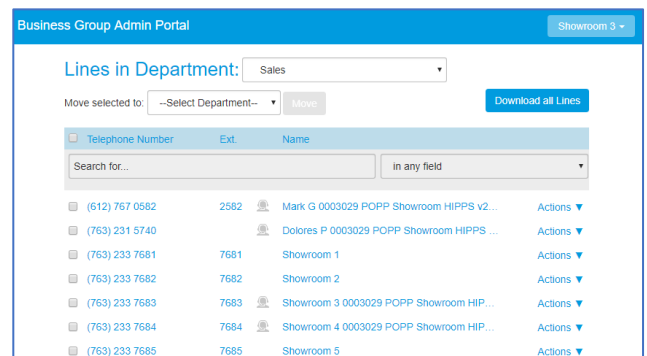 Business Group Admin Portal Showroom 3
Lines in Department: Sales
Move selected to: --Select Department-- Move Download all Lines
Telephone Number Ext. Name
Search for... in any field
(612) 767 0582 2582 Mark G 0003029 POPP Showroom HIPPS v2... Actions ▼
(763) 231 5740 Dolores P 0003029 POPP Showroom HIPPS ... Actions ▼
(763) 233 7681 7681 Showroom 1 Actions ▼
(763) 233 7682 7682 Showroom 2 Actions ▼
(763) 233 7683 7683 Showroom 3 0003029 POPP Showroom HIP... Actions ▼
(763) 233 7684 7684 Showroom 4 0003029 POPP Showroom HIP... Actions ▼
(763) 233 7685 7685 Showroom 5 Actions ▼